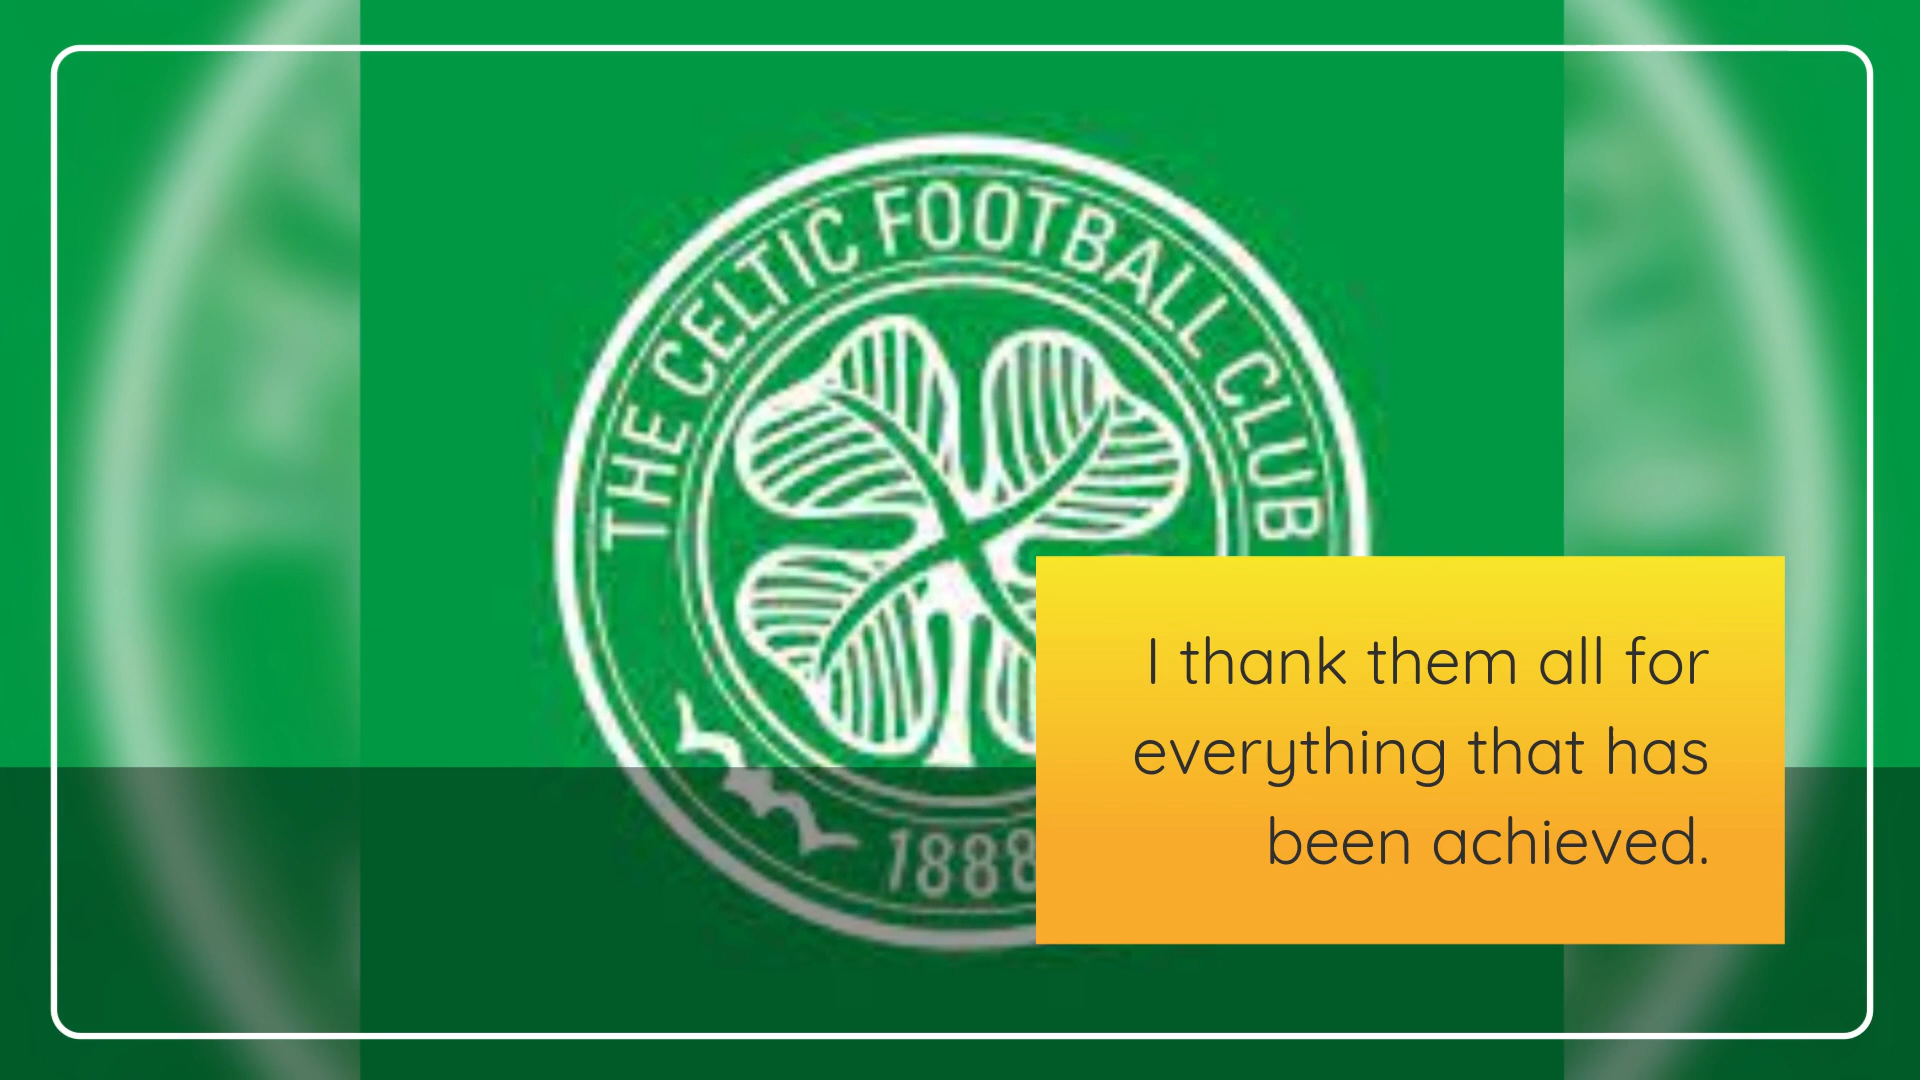 THE CELTIC FOOTBALL CLUB
1888
I thank them all for
everything that has
been achieved.